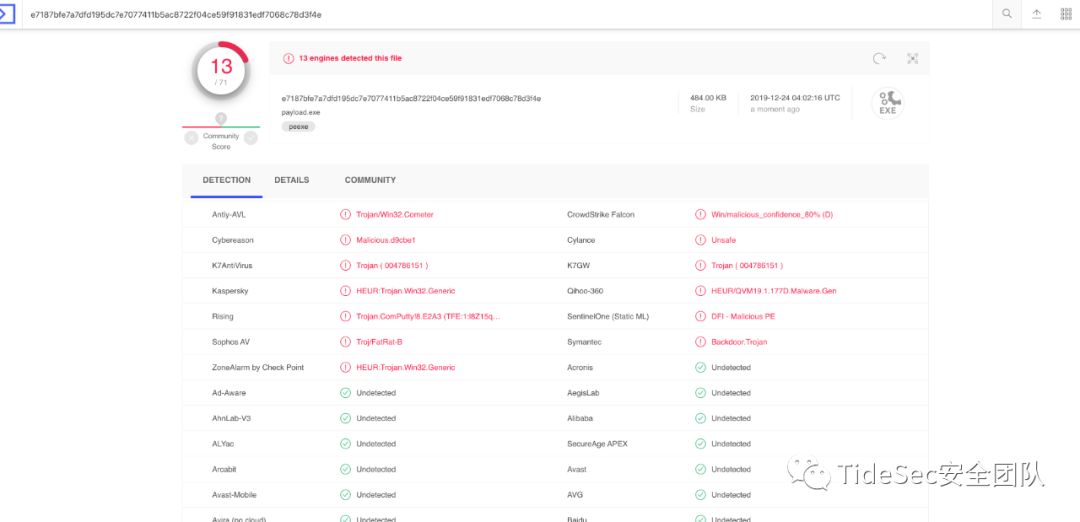 e7187bfe7a7dfd195dc7e7077411b5ac8722f04ce59f91831edf7068c78d3f4e
13
/ 71
?
Community
Score
13 engines detected this file
e7187bfe7a7dfd195dc7e7077411b5ac8722f04ce59f91831edf7068c78d3f4e
payload.exe
peexe
484.00 KB
Size
2019-12-24 04:02:16 UTC
a moment ago
EXE
DETECTION DETAILS COMMUNITY
Antiy-AVL Trojan/Win32.Cometer CrowdStrike Falcon Win/malicious_confidence_80% (D)
Cybereason Malicious.d9cbe1 Cylance Unsafe
K7AntiVirus Trojan ( 004786151 ) K7GW Trojan ( 004786151 )
Kaspersky HEUR:Trojan.Win32.Generic Qihoo-360 HEUR/QVM19.1.177D.Malware.Gen
Rising Trojan.ComPutty!8.E2A3 (TFE:1:I8Z15q... SentinelOne (Static ML) DFI - Malicious PE
Sophos AV Troj/FatRat-B Symantec Backdoor.Trojan
ZoneAlarm by Check Point HEUR:Trojan.Win32.Generic Acronis Undetected
Ad-Aware Undetected AegisLab Undetected
AhnLab-V3 Undetected Alibaba Undetected
ALYac Undetected SecureAge APEX Undetected
Arcabit Undetected Avast Undetected
Avast-Mobile Undetected AVG Undetected
Avira (no cloud) Undetected Baidu Undetected
TideSec安全团队